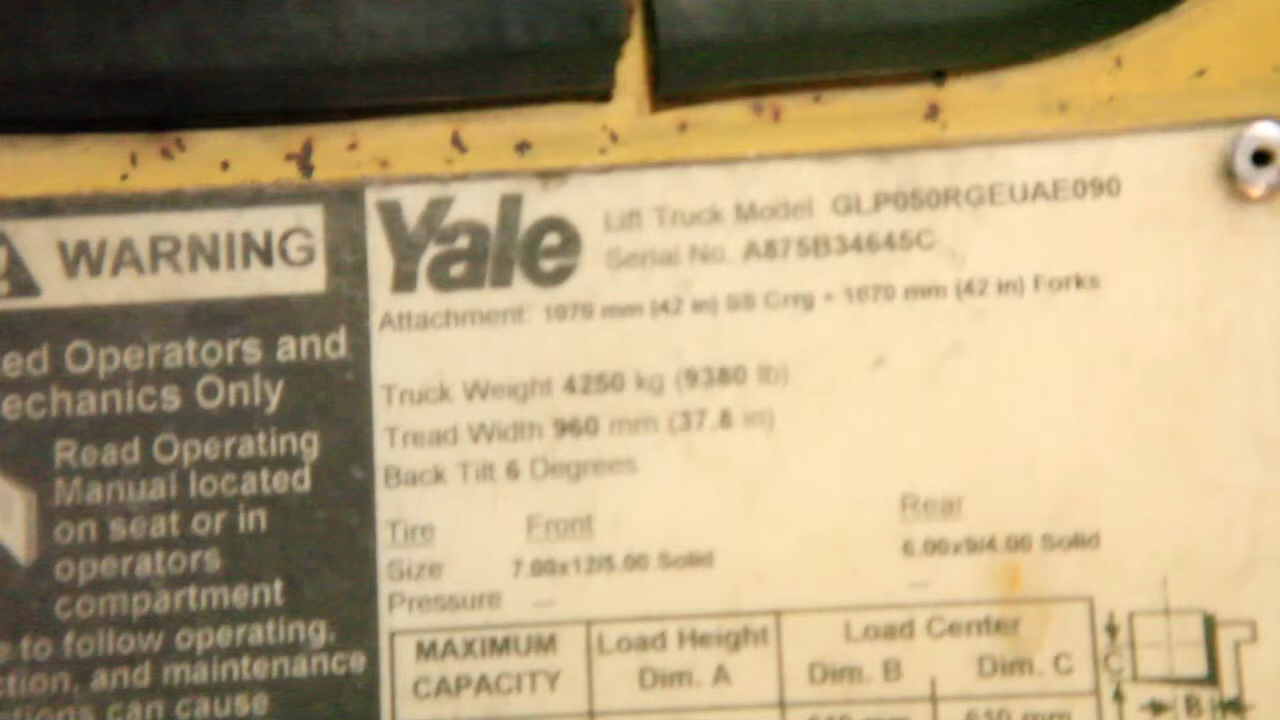 WARNING
ed Operators and
echanics Only
Read Operating
Manual located
on seat or in
operators
compartment
to follow operating,
ction, and maintenance
can cause
Yale
Lift Truck Model GLP050RGEUAE090
Serial No. A875B34645C
Attachment: 1070 mm (42 in) SS Crrg + 1070 mm (42 in) Forks
Truck Weight 4250 kg (9380 lb)
Tread Width 960 mm (37.8 in)
Back Tilt 6 Degrees
Tire Front Rear
Size 7.00x12/5.00 Solid 6.00x9/4.00 Solid
Pressure — —
MAXIMUM CAPACITY
Load Height
Dim. A
Load Center
Dim. B Dim. C
610 mm
C
B